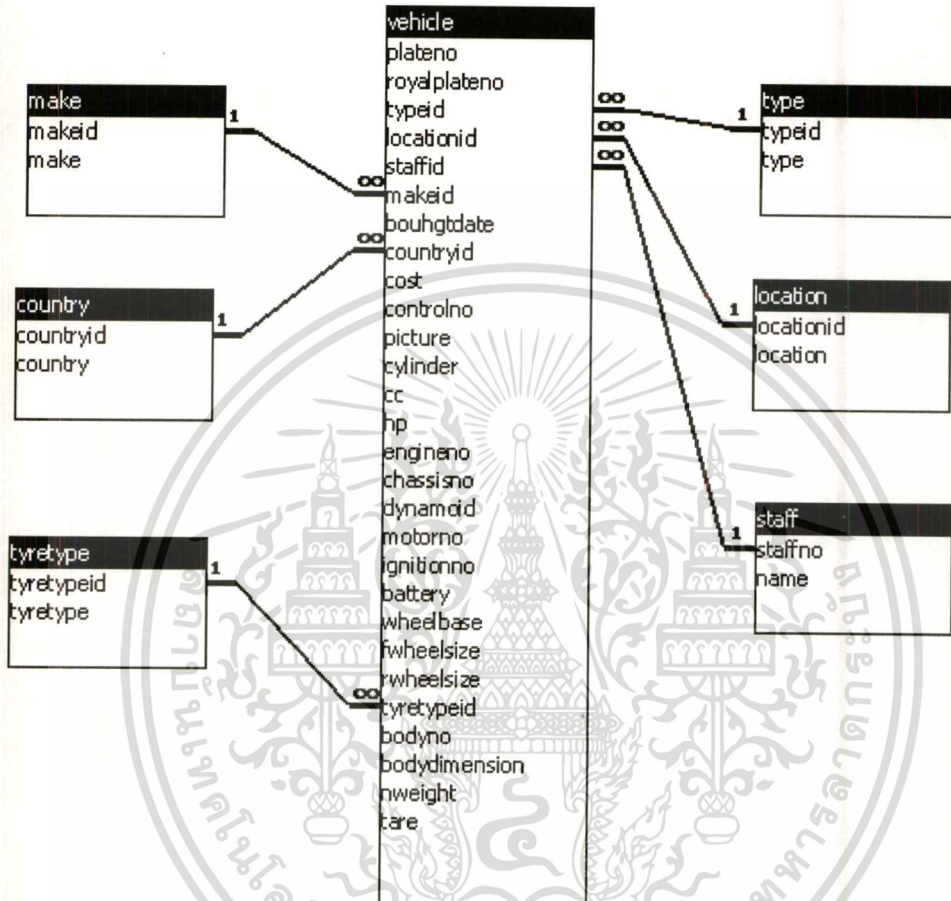 vehicle
plateno
royalplateno
typeid
locationid
staffid
makeid
bouhgtdate
countryid
cost
controlno
picture
cylinder
cc
hp
engineno
chassisno
dynamoid
motorno
ignitionno
battery
wheelbase
fwheelsize
rwheelsize
tyretypeid
bodyno
bodydimension
nweight
tare
make
makeid
make
1
∞
country
countryid
country
1
∞
tyretype
tyretypeid
tyretype
1
∞
type
typeid
type
1
∞
location
locationid
location
1
∞
staff
staffno
name
1
∞